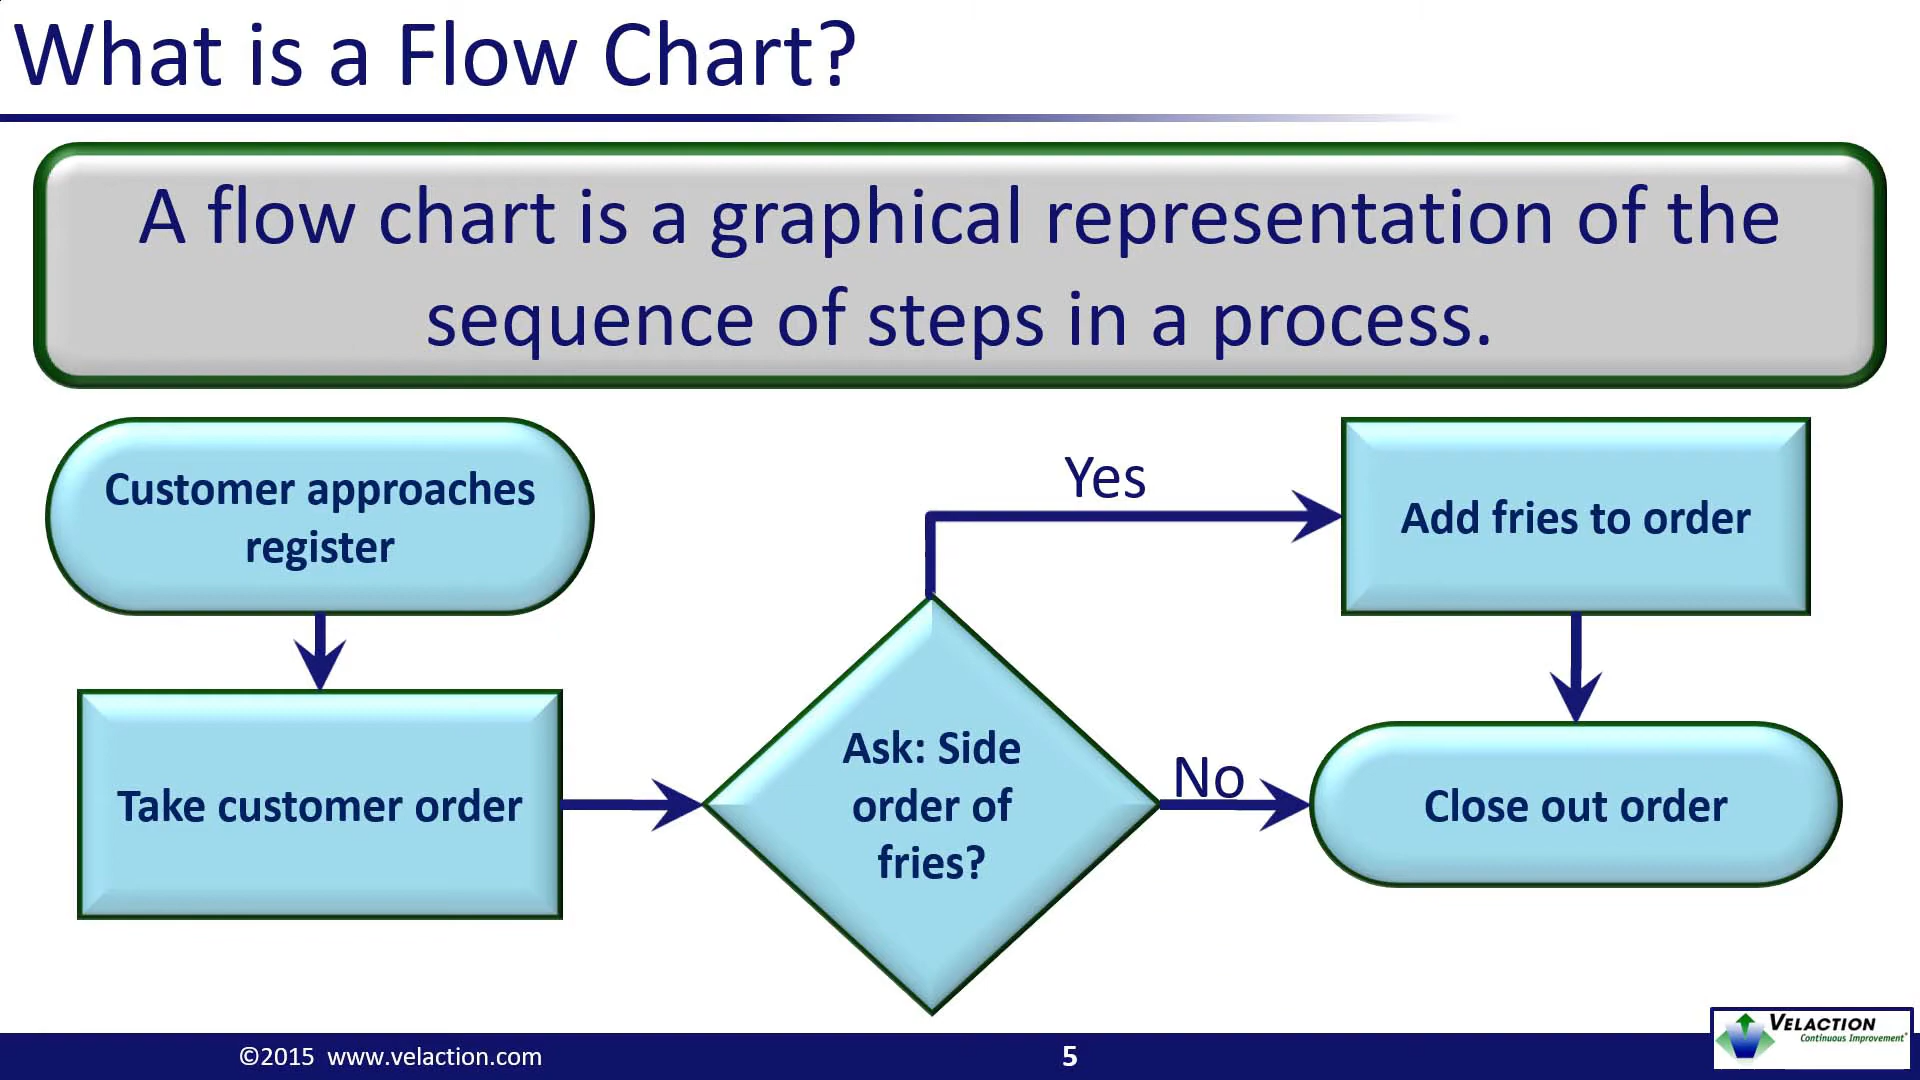 What is a Flow Chart?
A flow chart is a graphical representation of the
sequence of steps in a process.
Customer approaches
register
Yes
Add fries to order
Take customer order
Ask: Side
order of
fries?
No
Close out order
©2015 www.velaction.com
5
VELACTION
Continuous Improvement